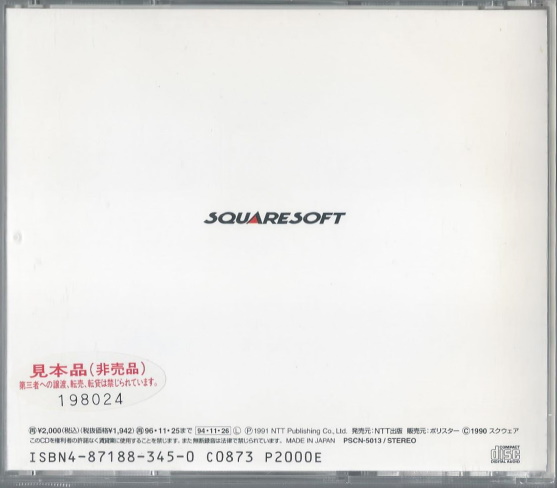 SQUARESOFT
見本品(非売品)
第三者への譲渡、転売、転貸は禁じられています。
198024
再¥2,000(税込)(税抜価格¥1,942) 再96・11・25まで 94・11・26 Ⓛ Ⓟ1991 NTT Publishing Co., Ltd. 発売元:NTT出版 販売元:ポリスター Ⓒ1990 スクウェア
このCDを権利者の許諾なく賃貸業に使用することを禁じます。また無断複製は法律で禁じられています。 MADE IN JAPAN PSCN-5013 / STEREO
COMPACT
disc
DIGITAL AUDIO
ISBN4-87188-345-0 C0873 P2000E